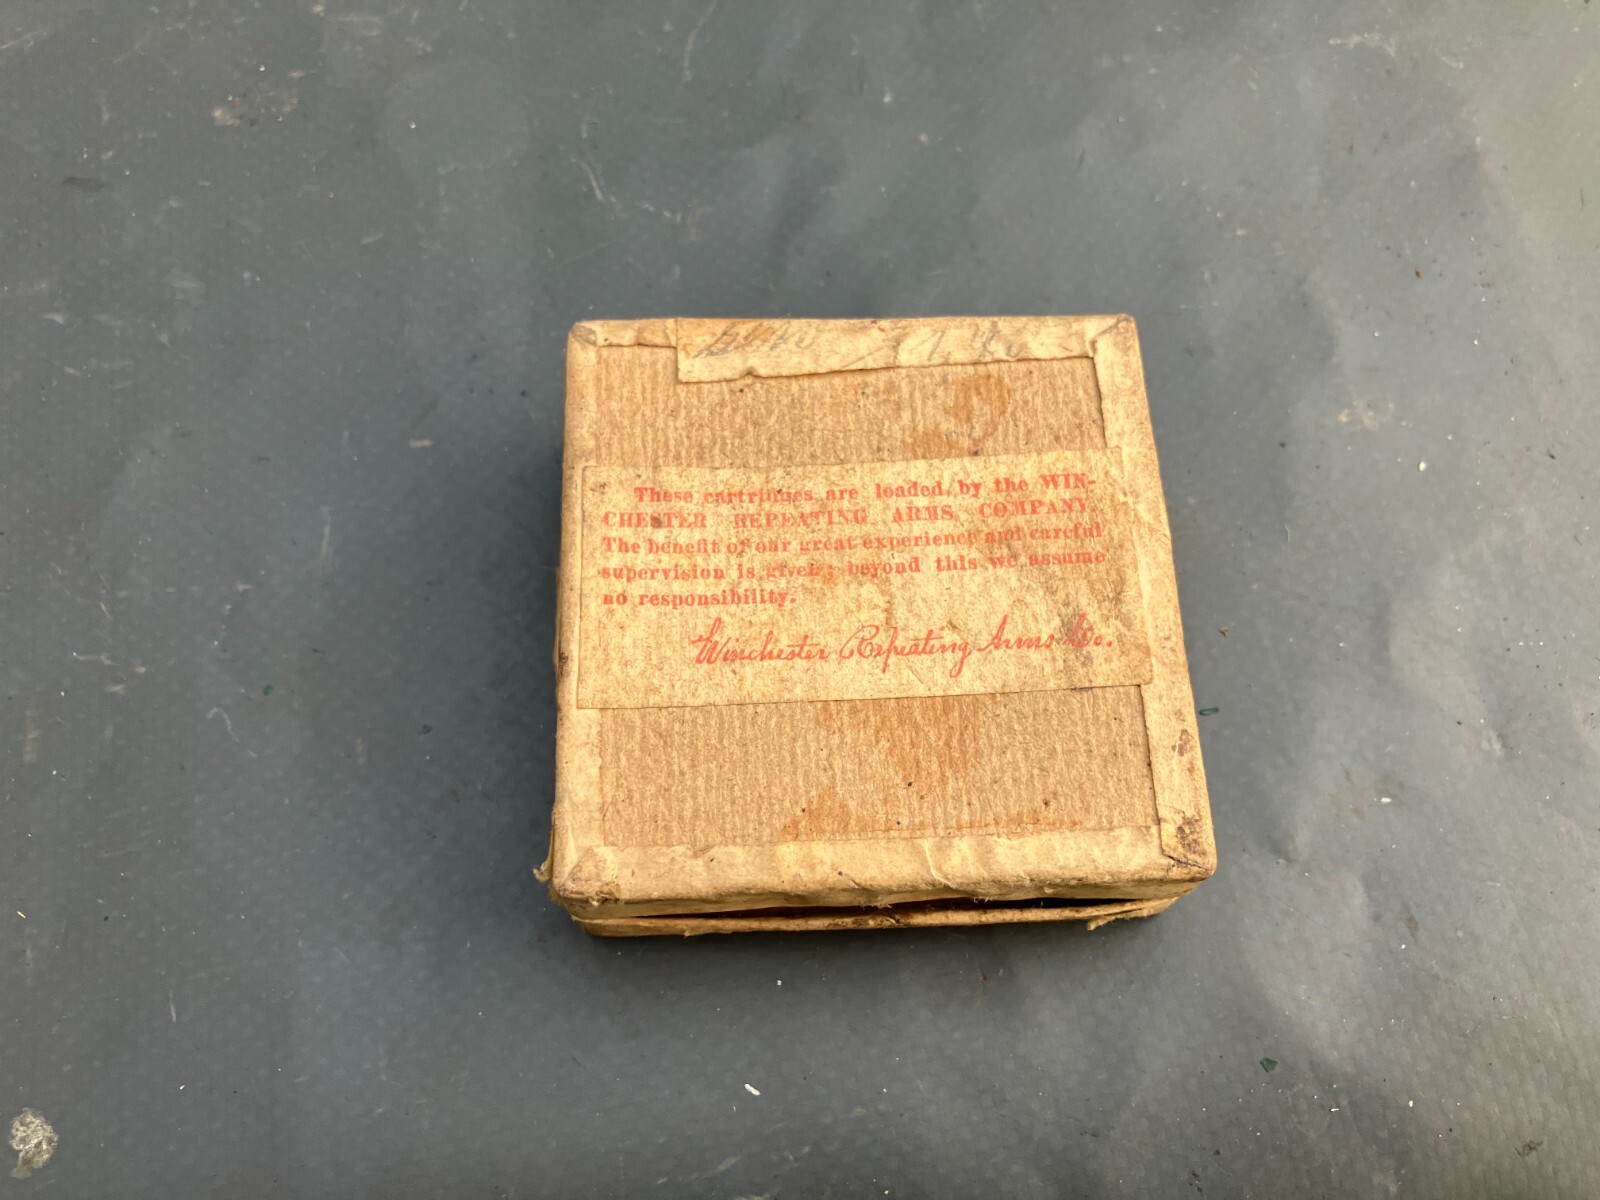 These cartridges are loaded by the WIN-
CHESTER REPEATING ARMS COMPANY.
The benefit of our great experience and careful
supervision is given; beyond this we assume
no responsibility.
Winchester Repeating Arms Co.